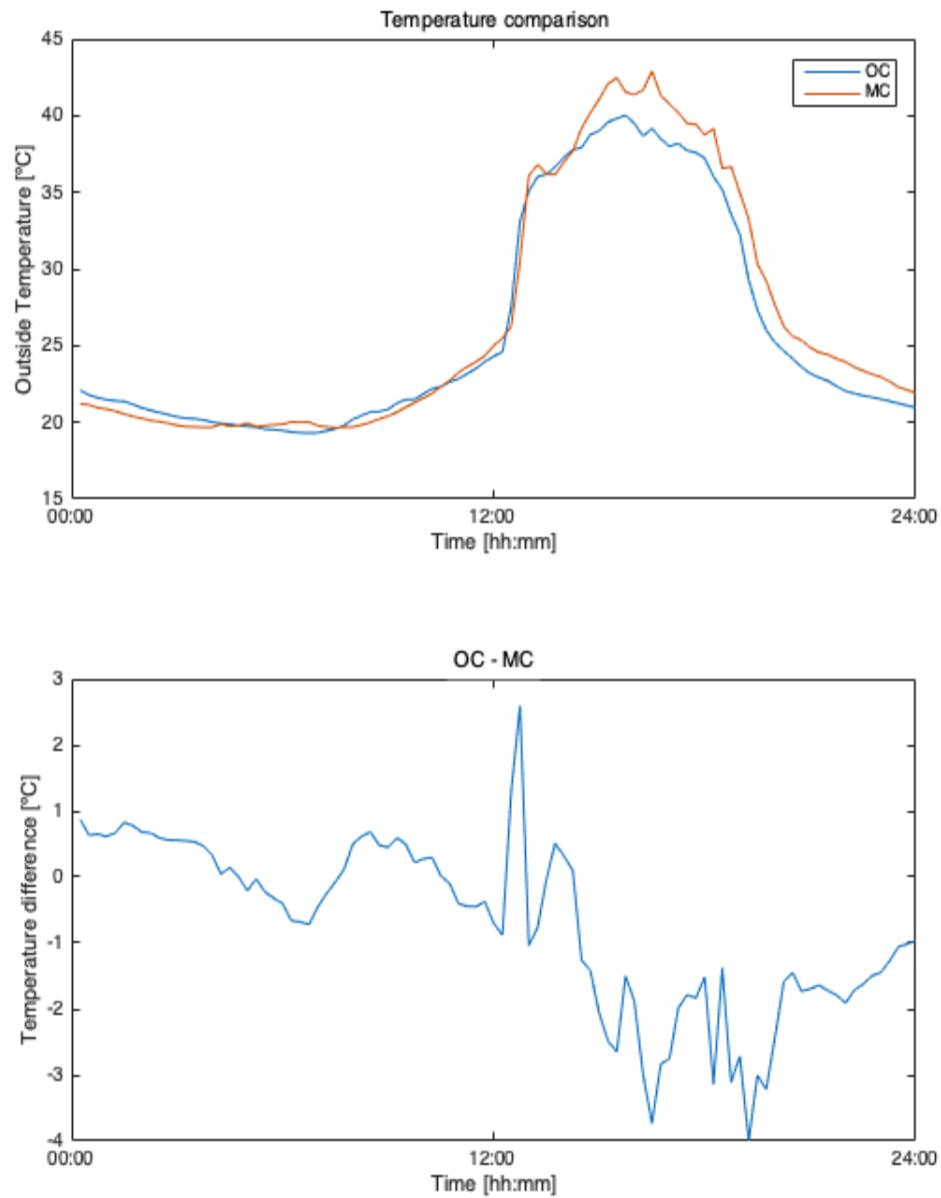 Temperature comparison
45
40
35
30
25
20
15
Outside Temperature [°C]
OC
MC
00:00
12:00
24:00
Time [hh:mm]
OC - MC
3
2
1
0
-1
-2
-3
-4
Temperature difference [°C]
00:00
12:00
24:00
Time [hh:mm]